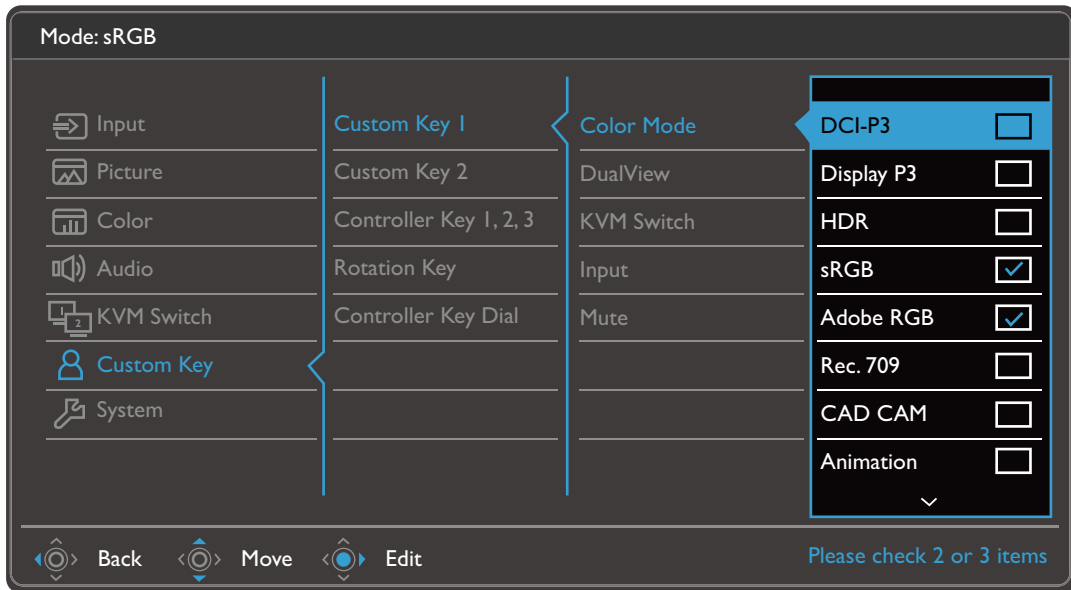 Mode: sRGB
Input
Picture
Color
Audio
1
2
KVM Switch
Custom Key
System
Custom Key 1
Custom Key 2
Controller Key 1, 2, 3
Rotation Key
Controller Key Dial
Color Mode
DualView
KVM Switch
Input
Mute
DCI-P3
Display P3
HDR
sRGB
Adobe RGB
Rec. 709
CAD CAM
Animation
Back
Move
Edit
Please check 2 or 3 items